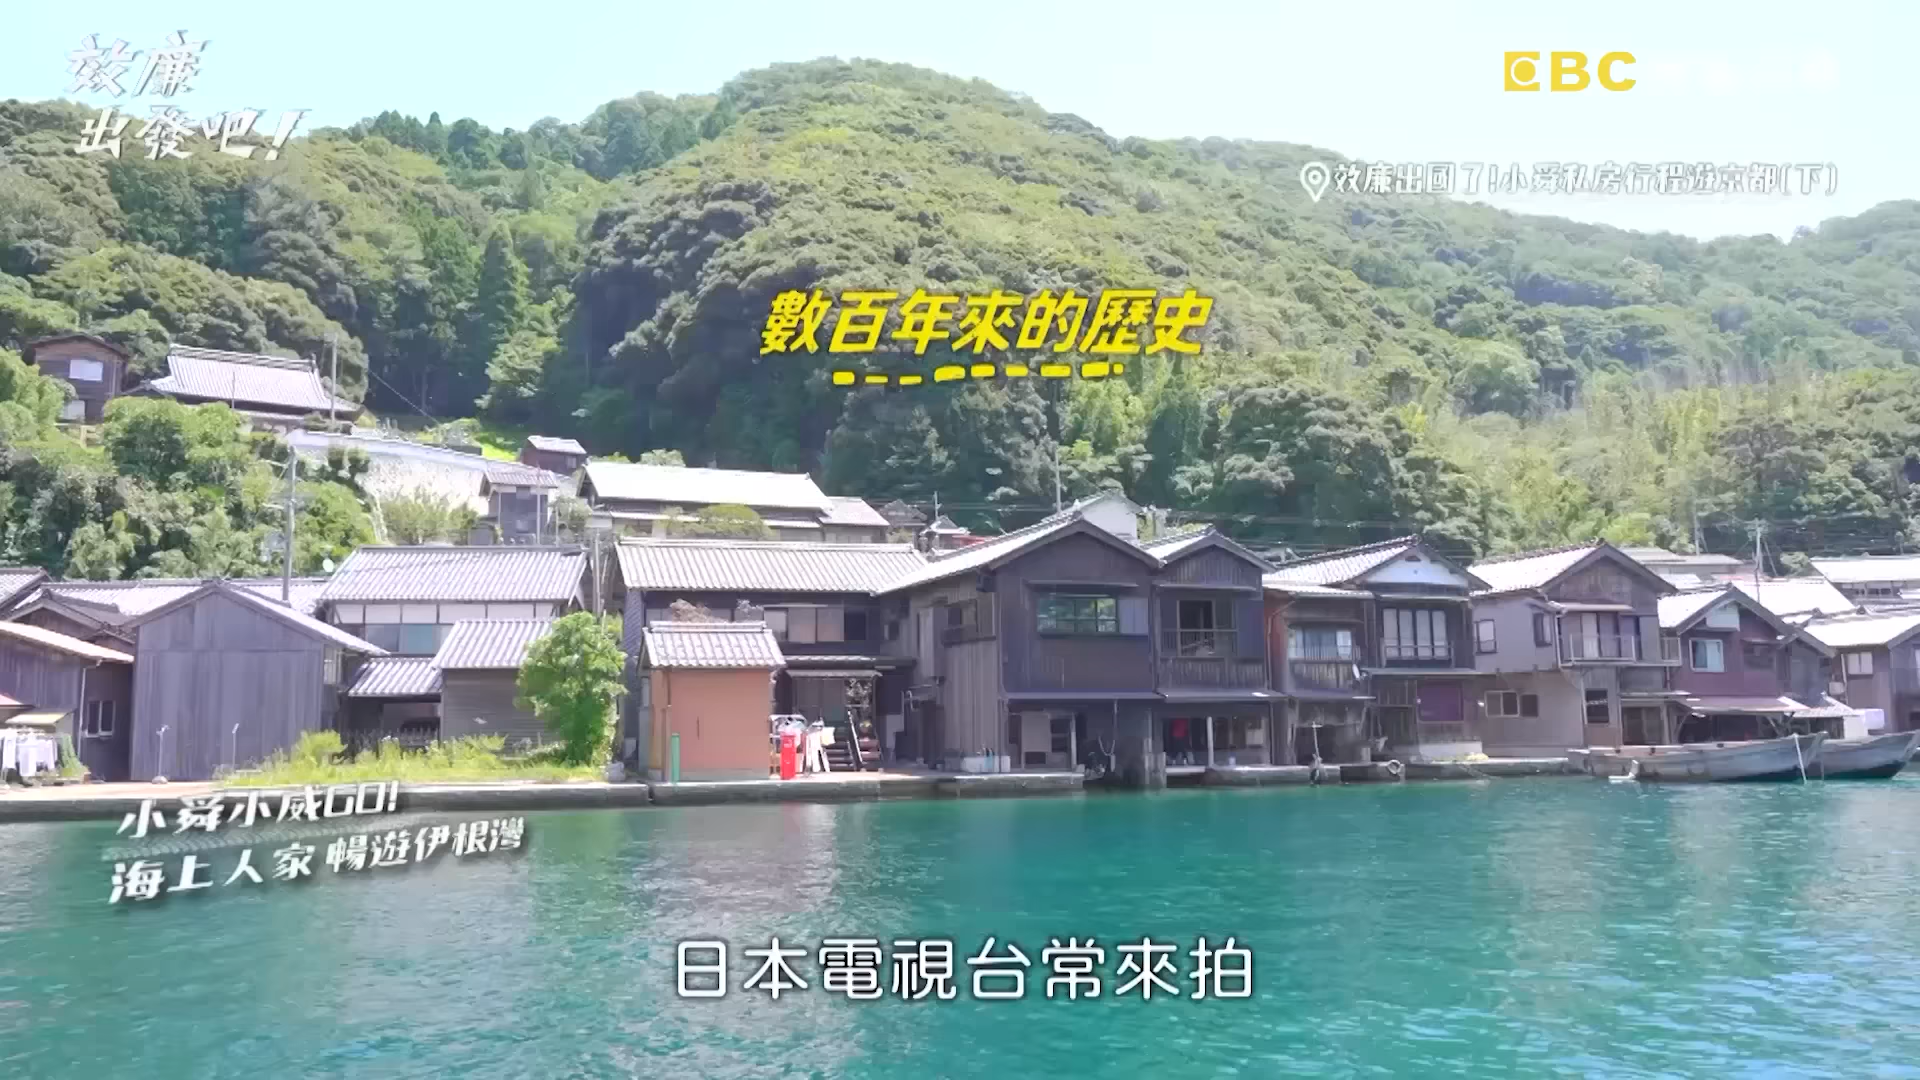 效廉
出發吧!
EBC
效廉出國了!小舜私房行程遊京都(下)
數百年來的歷史
小舜小威GO!
海上人家 暢遊伊根灣
日本電視台常來拍